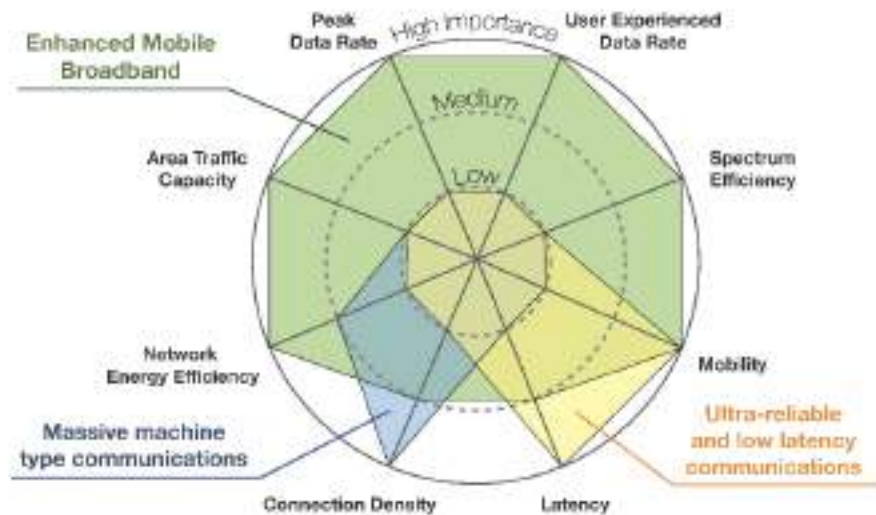 Peak
Data Rate
High Importance
User Experienced
Data Rate
Enhanced Mobile
Broadband
Medium
Area Traffic
Capacity
Low
Spectrum
Efficiency
Network
Energy Efficiency
Mobility
Massive machine
type communications
Ultra-reliable
and low latency
communications
Connection Density
Latency